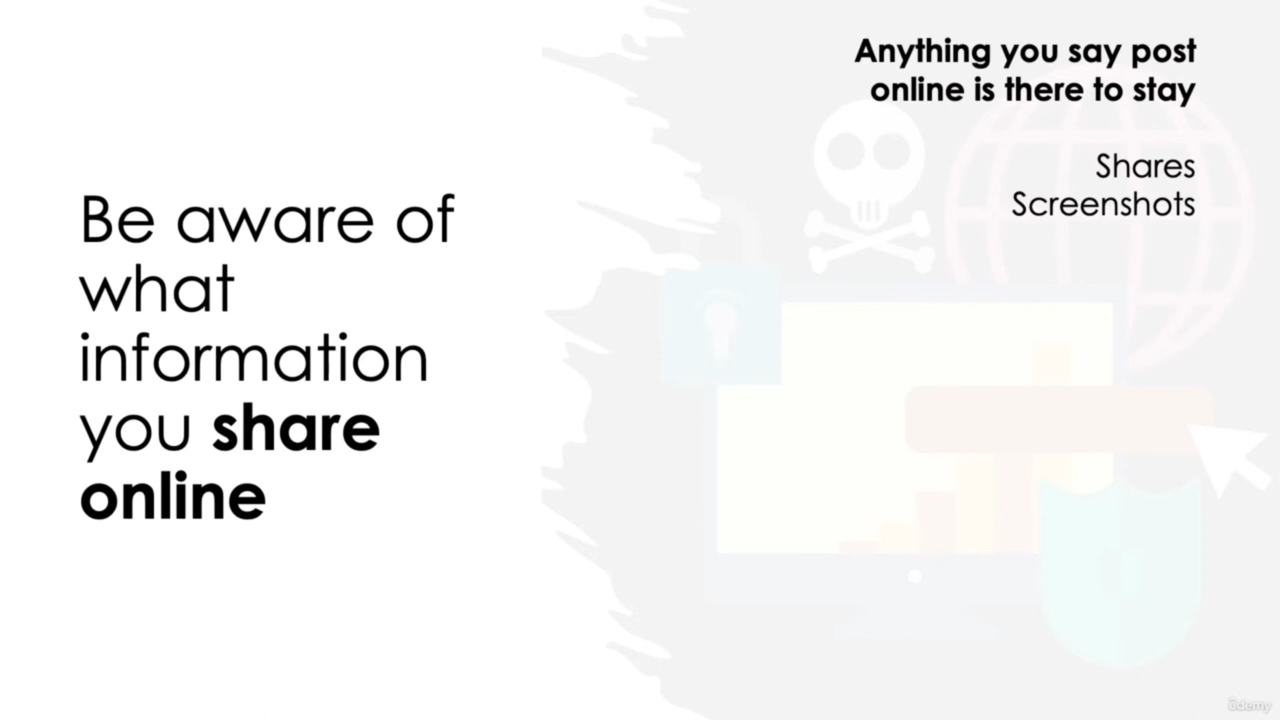 Be aware of
what
information
you share
online
Anything you say post
online is there to stay
Shares
Screenshots
ûdemy